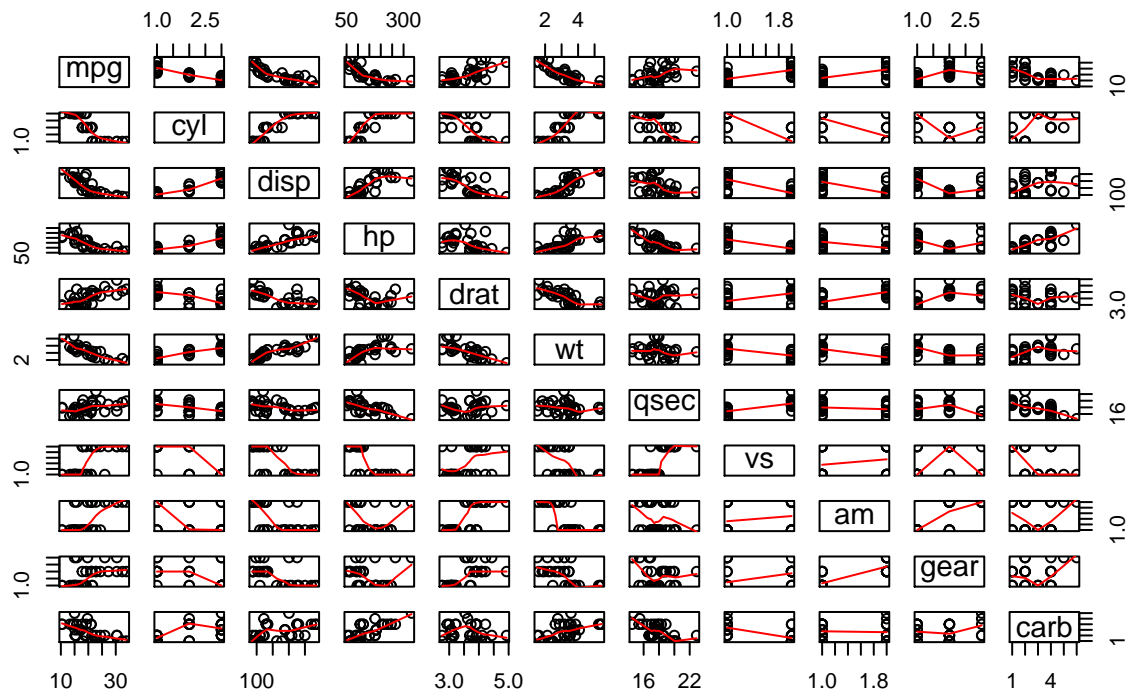 1.0 2.5 50 300 2 4 1.0 1.8 1.0 2.5
mpg 10
1.0 cyl
disp 100
50 hp
drat 3.0
2 wt
qsec 16
1.0 vs
am 1.0
1.0 gear
carb 1
10 30 100 3.0 5.0 16 22 1.0 1.8 1 4